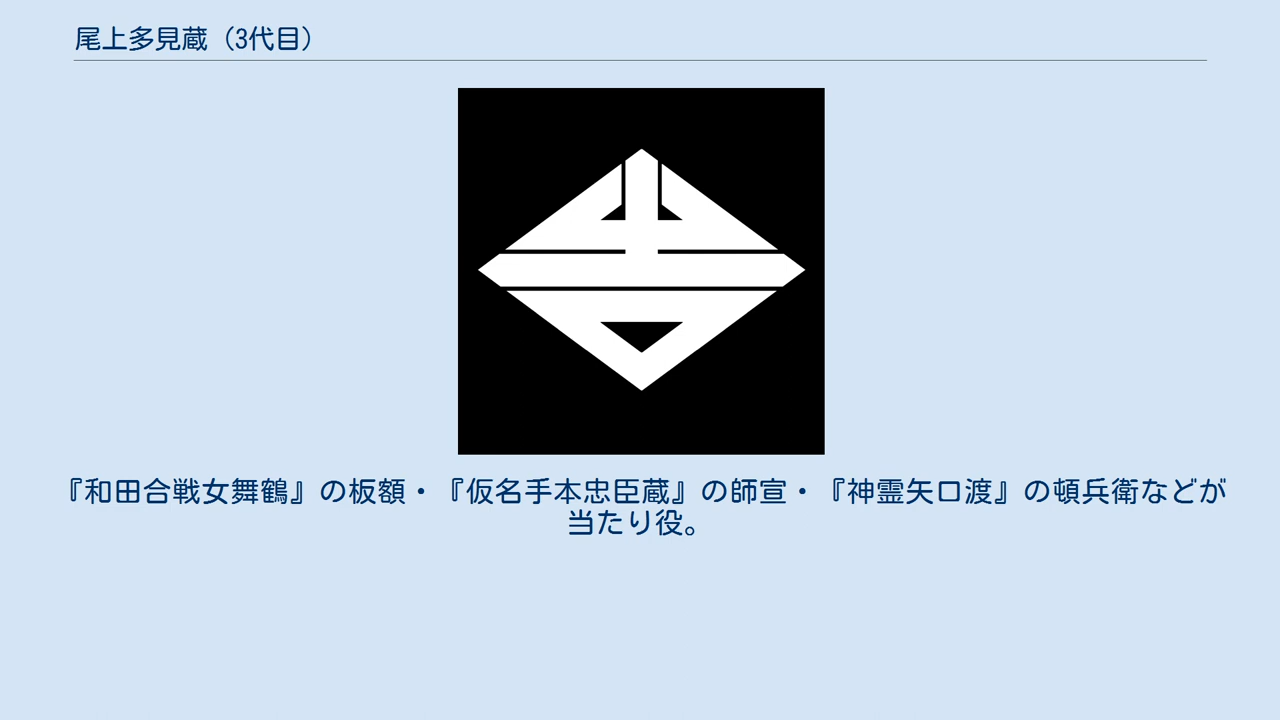 尾上多見蔵（3代目）
『和田合戦女舞鶴』の板額・『仮名手本忠臣蔵』の師宣・『神霊矢口渡』の頓兵衛などが
当たり役。